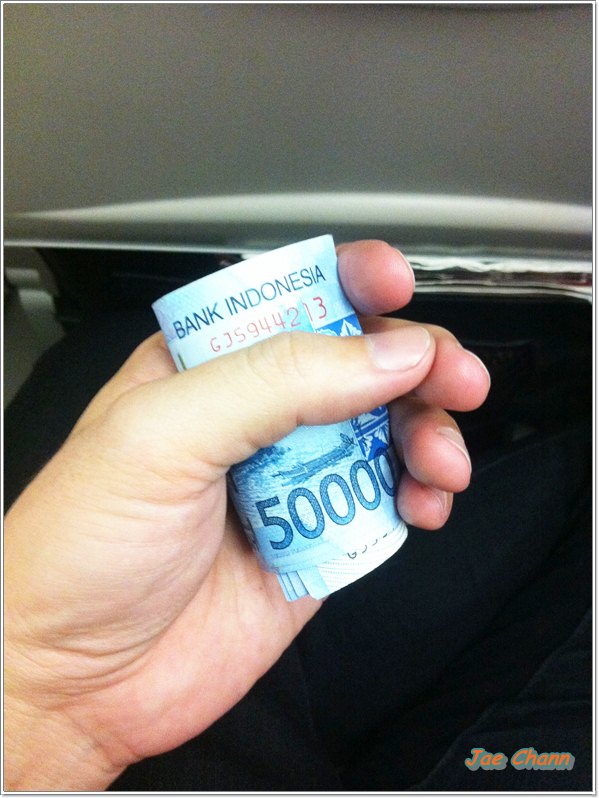 BANK INDONESIA
GJS944213
50000
Jae Chann